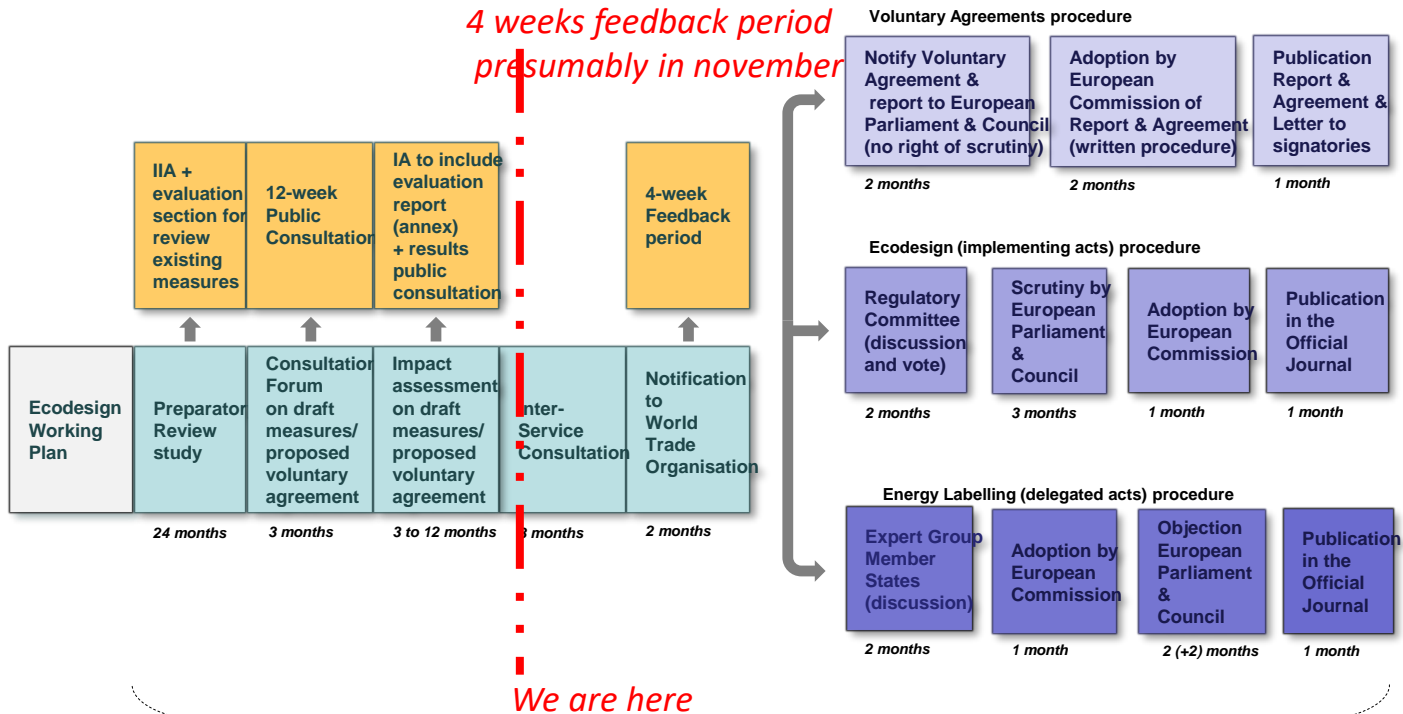 4 weeks feedback period
presumably in november
Voluntary Agreements procedure
Notify Voluntary
Agreement &
report to European
Parliament & Council
(no right of scrutiny)
2 months
Adoption by
European
Commission of
Report & Agreement
(written procedure)
2 months
Publication
Report &
Agreement &
Letter to
signatories
1 month
IIA +
evaluation
section for
review
existing
measures
12-week
Public
Consultation
IA to include
evaluation
report
(annex)
+ results
public
consultation
4-week
Feedback
period
Ecodesign (implementing acts) procedure
Regulatory
Committee
(discussion
and vote)
2 months
Scrutiny by
European
Parliament
&
Council
3 months
Adoption by
European
Commission
1 month
Publication
in the
Official
Journal
1 month
Ecodesign
Working
Plan
Preparator
Review
study
24 months
Consultation
Forum
on draft
measures/
proposed
voluntary
agreement
3 months
Impact
assessment
on draft
measures/
proposed
voluntary
agreement
3 to 12 months
Inter-
Service
Consultation
3 months
Notification
to
World
Trade
Organisation
2 months
Energy Labelling (delegated acts) procedure
Expert Group
Member
States
(discussion)
2 months
Adoption by
European
Commission
1 month
Objection
European
Parliament
&
Council
2 (+2) months
Publication
in the
Official
Journal
1 month
We are here